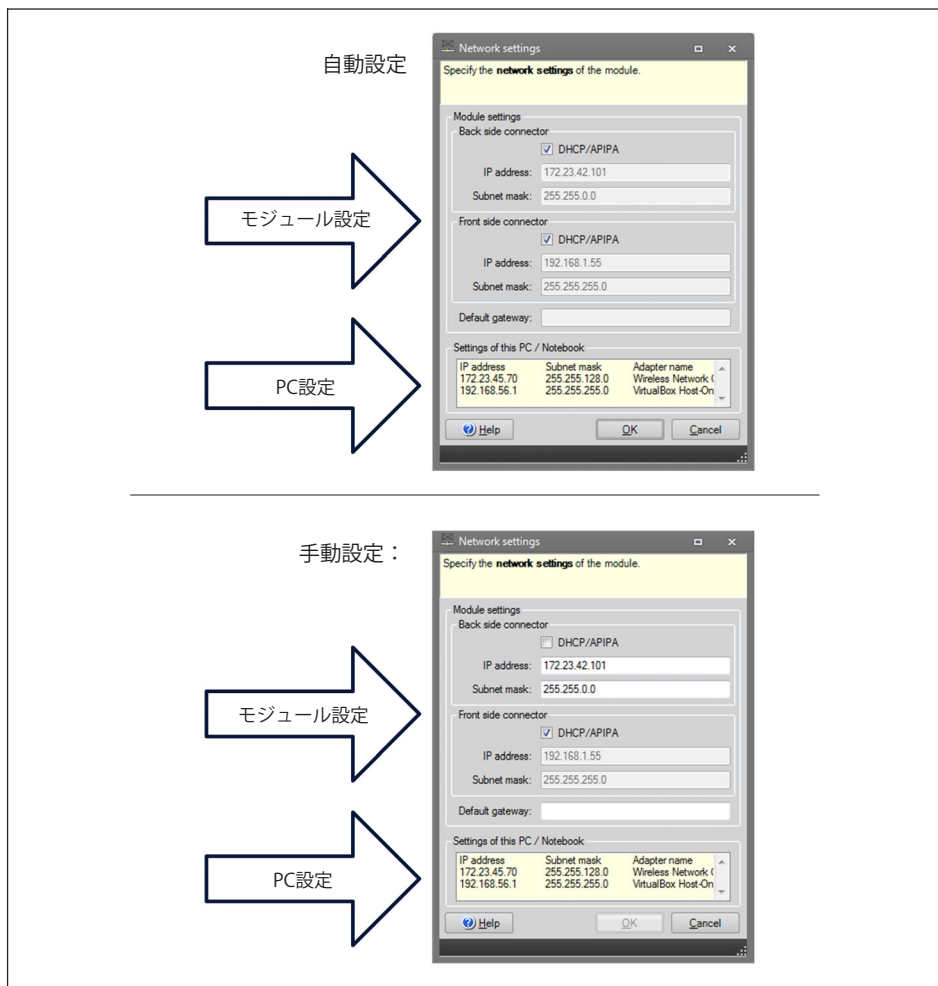 自動設定
Network settings
Specify the network settings of the module.
Module settings
Back side connector
DHCP/APIPA
IP address: 172.23.42.101
Subnet mask: 255.255.0.0
モジュール設定
Front side connector
DHCP/APIPA
IP address: 192.168.1.55
Subnet mask: 255.255.255.0
Default gateway:
Settings of this PC / Notebook
IP address Subnet mask Adapter name
172.23.45.70 255.255.128.0 Wireless Network (
192.168.56.1 255.255.255.0 VirtualBox Host-On
PC設定
Help OK Cancel
手動設定：
Network settings
Specify the network settings of the module.
Module settings
Back side connector
DHCP/APIPA
IP address: 172.23.42.101
Subnet mask: 255.255.0.0
モジュール設定
Front side connector
DHCP/APIPA
IP address: 192.168.1.55
Subnet mask: 255.255.255.0
Default gateway:
Settings of this PC / Notebook
IP address Subnet mask Adapter name
172.23.45.70 255.255.128.0 Wireless Network (
192.168.56.1 255.255.255.0 VirtualBox Host-On
PC設定
Help OK Cancel